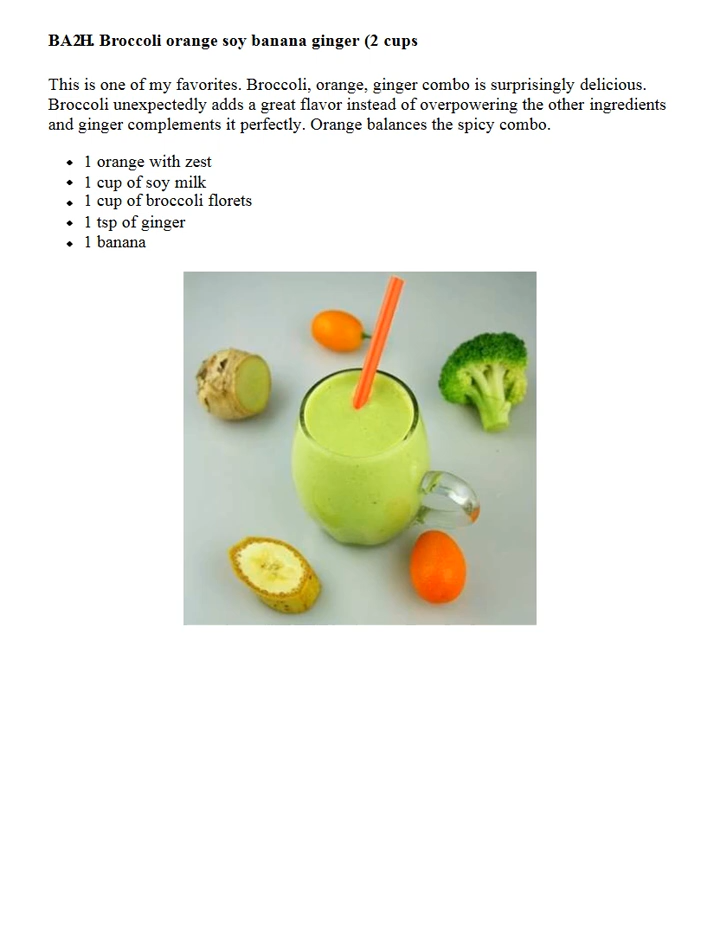 BA2H. Broccoli orange soy banana ginger (2 cups
This is one of my favorites. Broccoli, orange, ginger combo is surprisingly delicious.
Broccoli unexpectedly adds a great flavor instead of overpowering the other ingredients
and ginger complements it perfectly. Orange balances the spicy combo.
• 1 orange with zest
• 1 cup of soy milk
• 1 cup of broccoli florets
• 1 tsp of ginger
• 1 banana